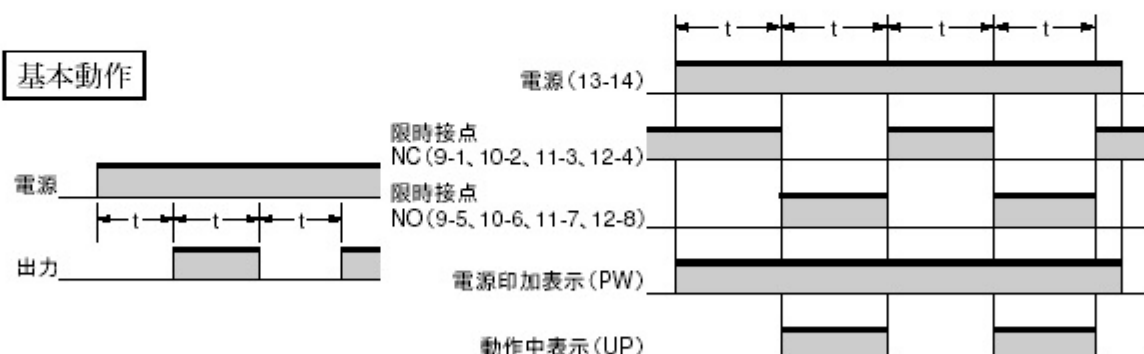 基本動作
電源
t
t
t
出力
t
t
t
t
電源(13-14)
限時接点
NC(9-1、10-2、11-3、12-4)
限時接点
NO(9-5、10-6、11-7、12-8)
電源印加表示(PW)
動作中表示(UP)